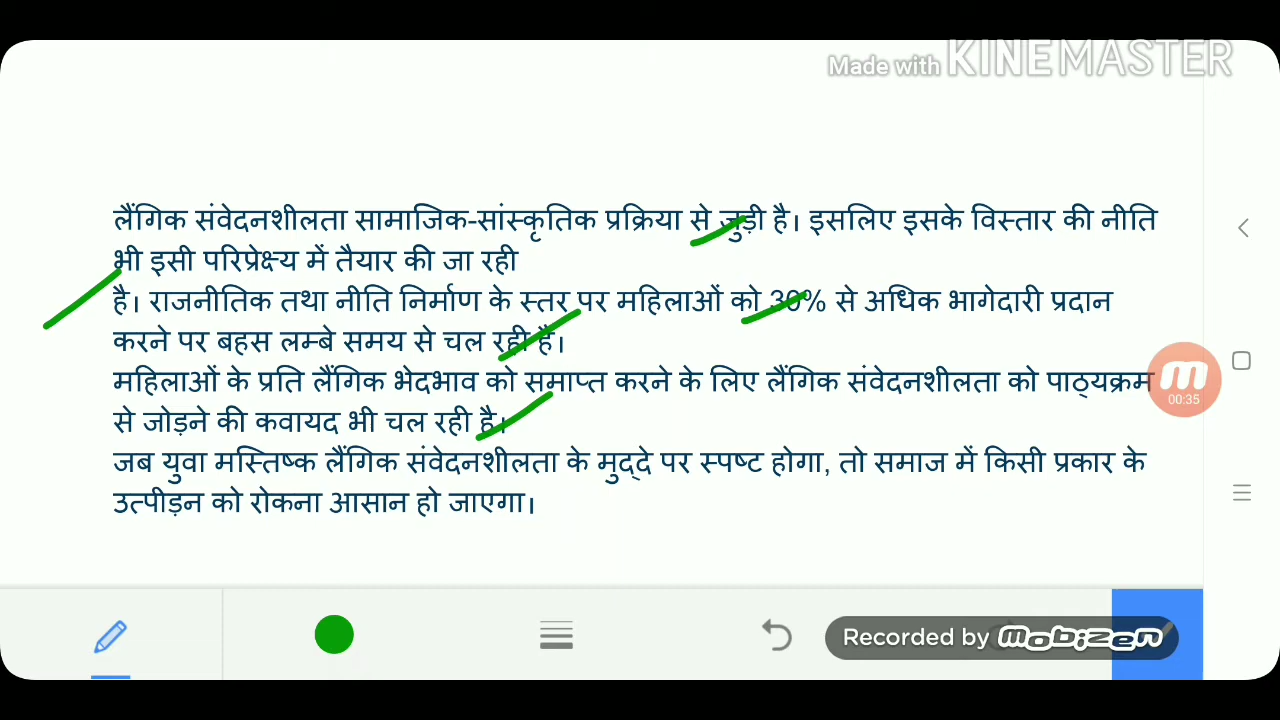 Made with KINEMASTER
लैंगिक संवेदनशीलता सामाजिक-सांस्कृतिक प्रक्रिया से जुड़ी है। इसलिए इसके विस्तार की नीति
भी इसी परिप्रेक्ष्य में तैयार की जा रही
है। राजनीतिक तथा नीति निर्माण के स्तर पर महिलाओं को 30% से अधिक भागेदारी प्रदान
करने पर बहस लम्बे समय से चल रही है।
महिलाओं के प्रति लैंगिक भेदभाव को समाप्त करने के लिए लैंगिक संवेदनशीलता को पाठ्यक्रम
से जोड़ने की कवायद भी चल रही है।
जब युवा मस्तिष्क लैंगिक संवेदनशीलता के मुद्दे पर स्पष्ट होगा, तो समाज में किसी प्रकार के
उत्पीड़न को रोकना आसान हो जाएगा।
00:35
Recorded by mobizen